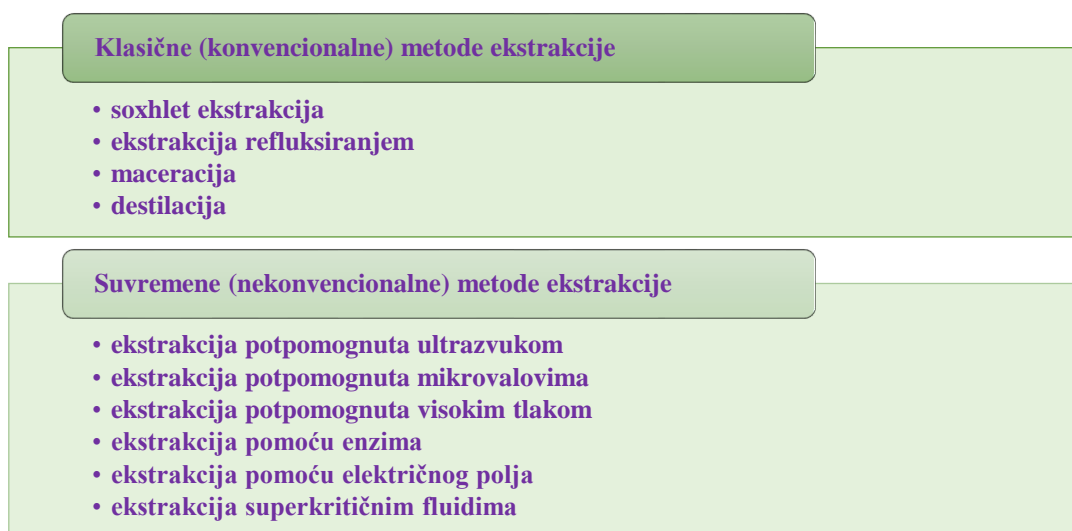 Klasične (konvencionalne) metode ekstrakcije
• soxhlet ekstrakcija
• ekstrakcija refluksiranjem
• maceracija
• destilacija
Suvremene (nekonvencionalne) metode ekstrakcije
• ekstrakcija potpomognuta ultrazvukom
• ekstrakcija potpomognuta mikrovalovima
• ekstrakcija potpomognuta visokim tlakom
• ekstrakcija pomoću enzima
• ekstrakcija pomoću električnog polja
• ekstrakcija superkritičnim fluidima